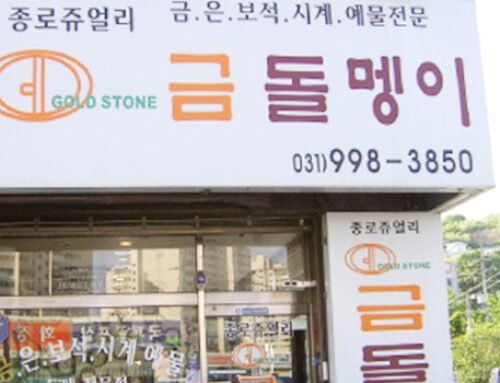 종로쥬얼리
금.은.보석.시계.예물전문
GOLD STONE
금돌멩이
031)998-3850
종로쥬얼리
GOLD STONE
금
돌
종로쥬얼리
금
.은.보석.시계.예물